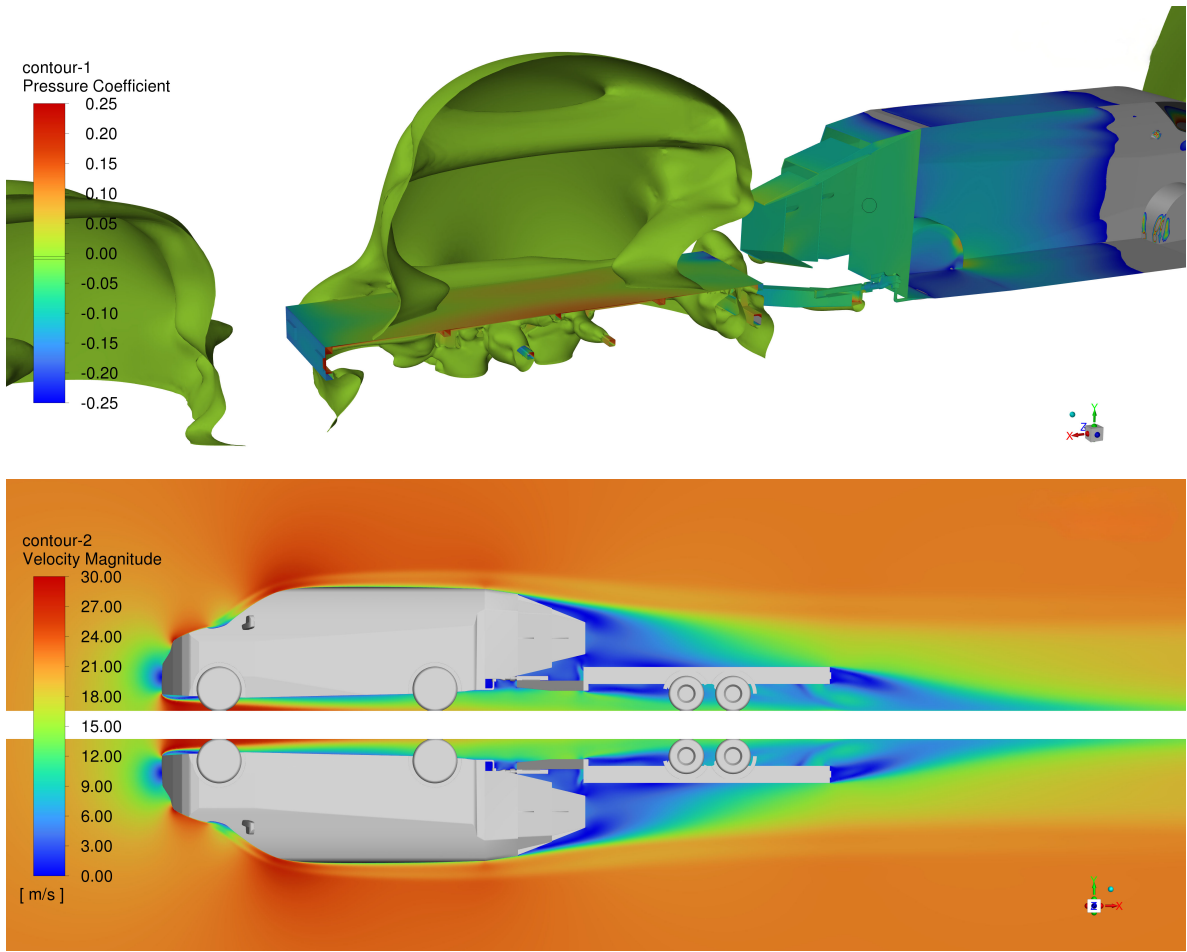 contour-1
Pressure Coefficient
0.25
0.20
0.15
0.10
0.05
0.00
-0.05
-0.10
-0.15
-0.20
-0.25
Y
Z
X
contour-2
Velocity Magnitude
30.00
27.00
24.00
21.00
18.00
15.00
12.00
9.00
6.00
3.00
0.00
[ m/s ]
Y
Z
X